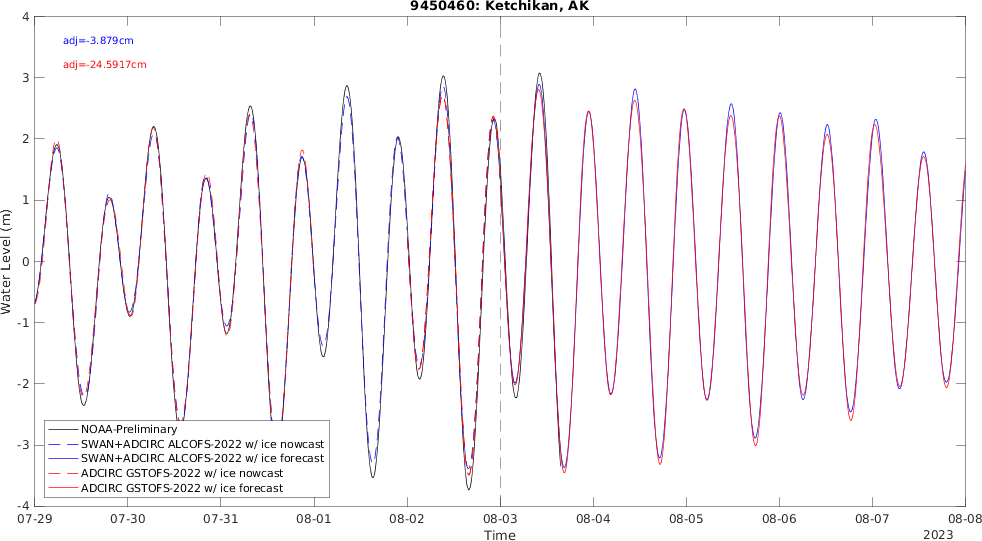 9450460: Ketchikan, AK
adj=-3.879cm
adj=-24.5917cm
Water Level (m)
4
3
2
1
0
-1
-2
-3
-4
NOAA-Preliminary
SWAN+ADCIRC ALCOFS-2022 w/ ice nowcast
SWAN+ADCIRC ALCOFS-2022 w/ ice forecast
ADCIRC GSTOFS-2022 w/ ice nowcast
ADCIRC GSTOFS-2022 w/ ice forecast
07-29 07-30 07-31 08-01 08-02 08-03 08-04 08-05 08-06 08-07 08-08
Time
2023